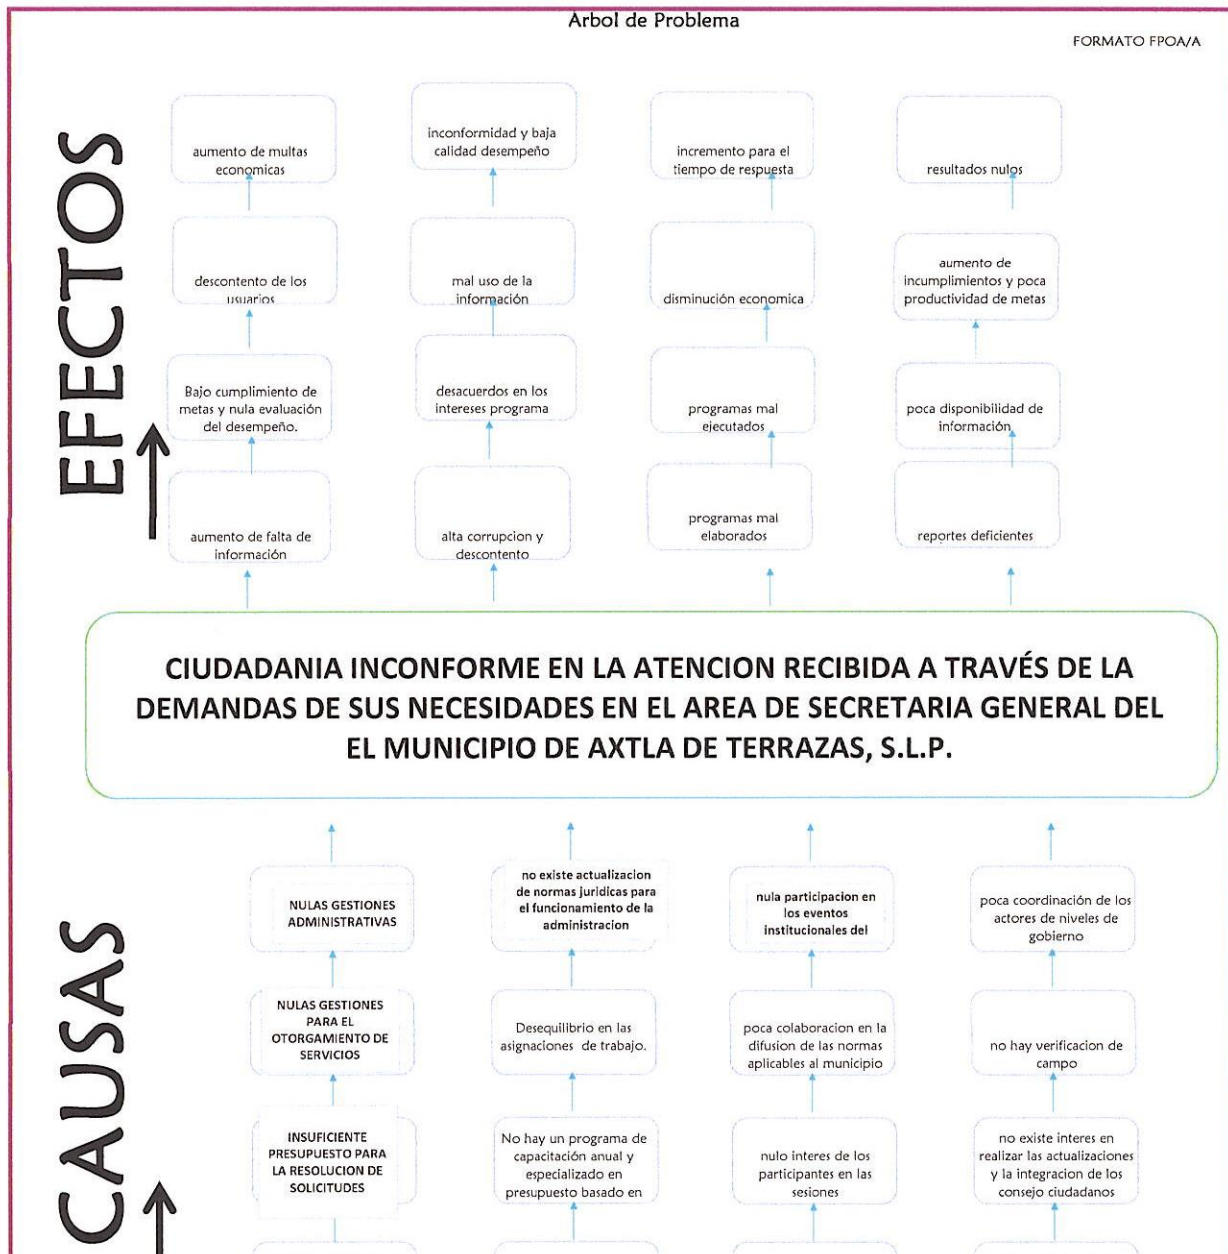 Arbol de Problema
FORMATO FPOA/A
EFECTOS
aumento de multas
economicas
inconformidad y baja
calidad desempeño
incremento para el
tiempo de respuesta
resultados nulos
descontento de los
usuarios
mal uso de la
información
disminución economica
aumento de
incumplimientos y poca
productividad de metas
Bajo cumplimiento de
metas y nula evaluación
del desempeño.
desacuerdos en los
intereses programa
programas mal
ejecutados
poca disponibilidad de
información
aumento de falta de
información
alta corrupcion y
descontento
programas mal
elaborados
reportes deficientes
CIUDADANIA INCONFORME EN LA ATENCION RECIBIDA A TRAVÉS DE LA
DEMANDAS DE SUS NECESIDADES EN EL AREA DE SECRETARIA GENERAL DEL
EL MUNICIPIO DE AXTLA DE TERRAZAS, S.L.P.
CAUSAS
NULAS GESTIONES
ADMINISTRATIVAS
no existe actualizacion
de normas juridicas para
el funcionamiento de la
administracion
nula participacion en
los eventos
institucionales del
poca coordinación de los
actores de niveles de
gobierno
NULAS GESTIONES
PARA EL
OTORGAMIENTO DE
SERVICIOS
Desequilibrio en las
asignaciones de trabajo.
poca colaboracion en la
difusion de las normas
aplicables al municipio
no hay verificacion de
campo
INSUFICIENTE
PRESUPUESTO PARA
LA RESOLUCION DE
SOLICITUDES
No hay un programa de
capacitación anual y
especializado en
presupuesto basado en
nulo interes de los
participantes en las
sesiones
no existe interes en
realizar las actualizaciones
y la integracion de los
consejo ciudadanos